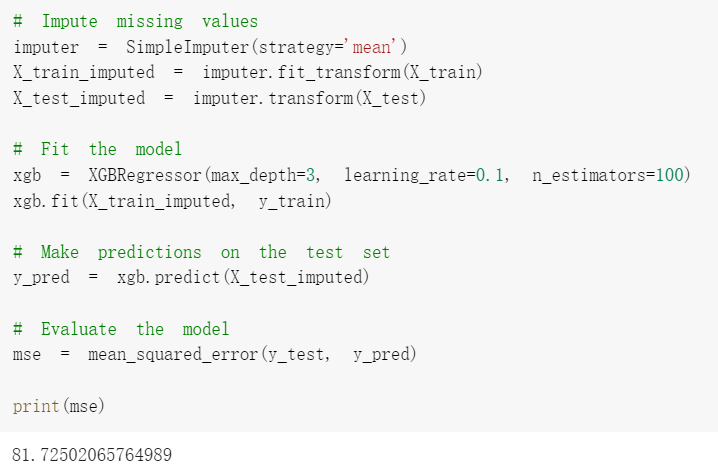 # Impute missing values
imputer = SimpleImputer(strategy='mean')
X_train_imputed = imputer.fit_transform(X_train)
X_test_imputed = imputer.transform(X_test)
# Fit the model
xgb = XGBRegressor(max_depth=3, learning_rate=0.1, n_estimators=100)
xgb.fit(X_train_imputed, y_train)
# Make predictions on the test set
y_pred = xgb.predict(X_test_imputed)
# Evaluate the model
mse = mean_squared_error(y_test, y_pred)
print(mse)
81.72502065764989